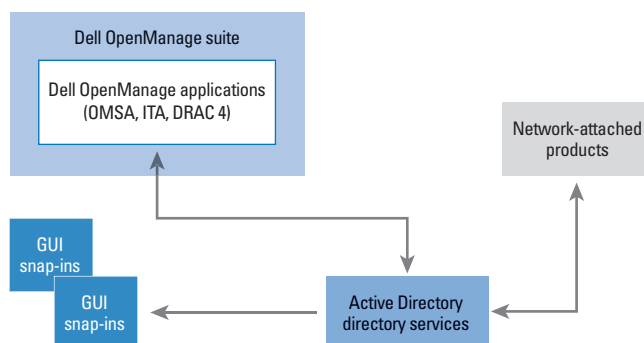 Dell OpenManage suite
Dell OpenManage applications
(OMSA, ITA, DRAC 4)
Network-attached
products
GUI
snap-ins
GUI
snap-ins
Active Directory
directory services